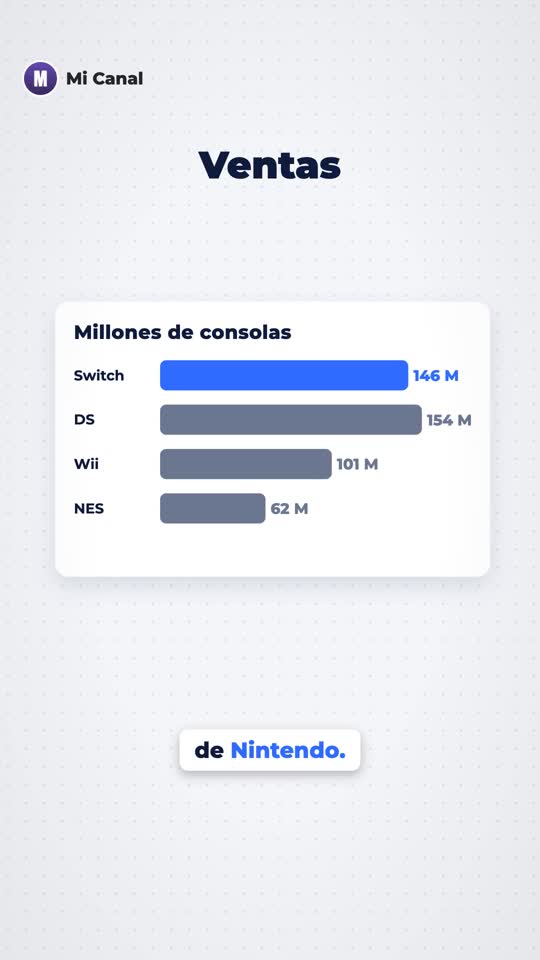 M Mi Canal
Ventas
Millones de consolas
Switch 146 M
DS 154 M
Wii 101 M
NES 62 M
de Nintendo.